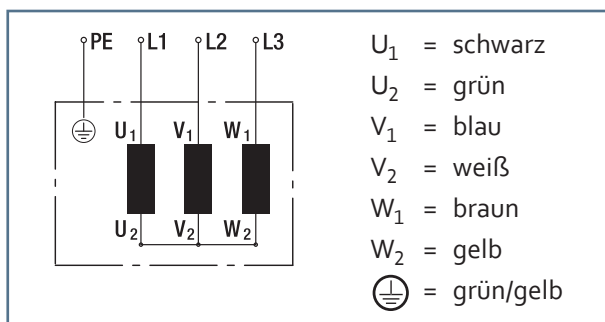 PE L1 L2 L3
U₁ V₁ W₁
U₂ V₂ W₂
U₁ = schwarz
U₂ = grün
V₁ = blau
V₂ = weiß
W₁ = braun
W₂ = gelb
⏚ = grün/gelb